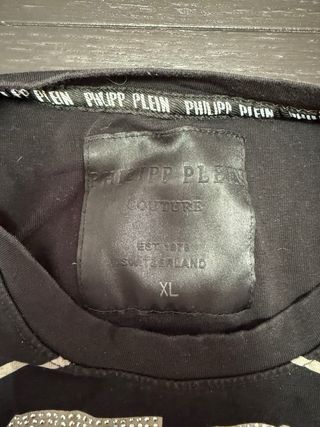 PHILIPP PLEIN PHILIPP PLEIN
PHILIPP PLEIN
COUTURE
EST 1978
SWITZERLAND
XL